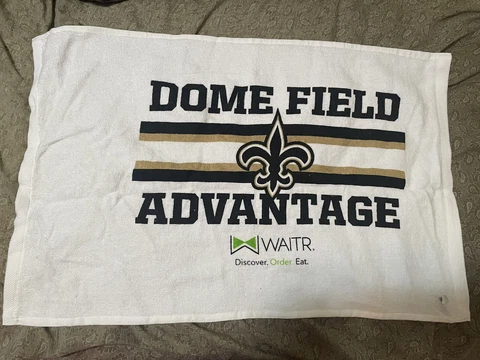 DOME FIELD
ADVANTAGE
WAITR.
Discover. Order. Eat.